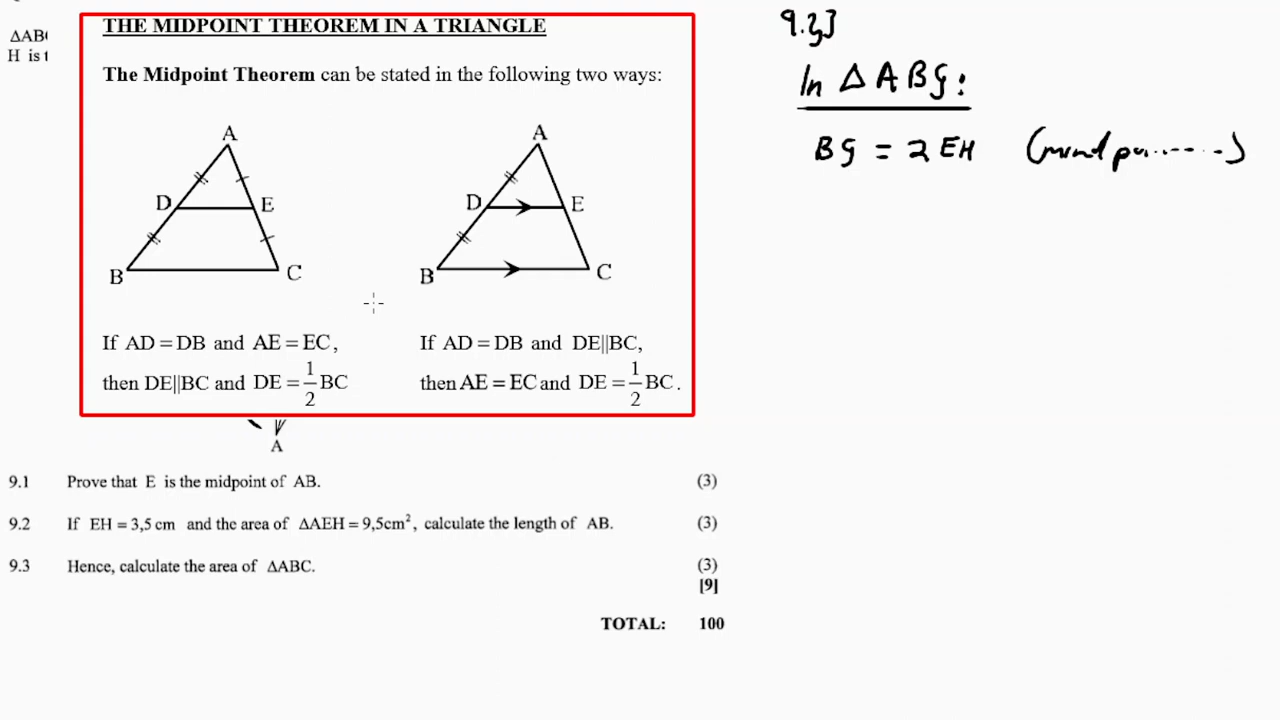 ΔAB
H is
THE MIDPOINT THEOREM IN A TRIANGLE
The Midpoint Theorem can be stated in the following two ways:
A
D E
B C
A
D E
B C
If AD = DB and AE = EC,
then DE||BC and DE = 1/2 BC
If AD = DB and DE||BC,
then AE = EC and DE = 1/2 BC.
A
9.1 Prove that E is the midpoint of AB. (3)
9.2 If EH = 3,5 cm and the area of ΔAEH = 9,5cm², calculate the length of AB. (3)
9.3 Hence, calculate the area of ΔABC. (3)
[9]
TOTAL: 100
In Δ ABG:
BG = 2 EH